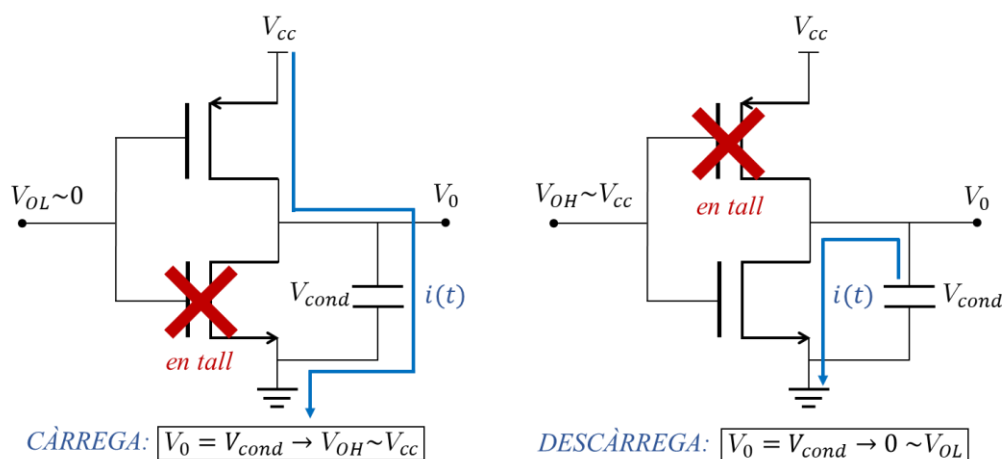 V_cc
V_OL~0
V_0
V_cond
i(t)
en tall
CÀRREGA: V_0 = V_cond → V_OH~V_cc
V_cc
V_OH~V_cc
en tall
V_0
i(t)
V_cond
DESCÀRREGA: V_0 = V_cond → 0 ~V_OL